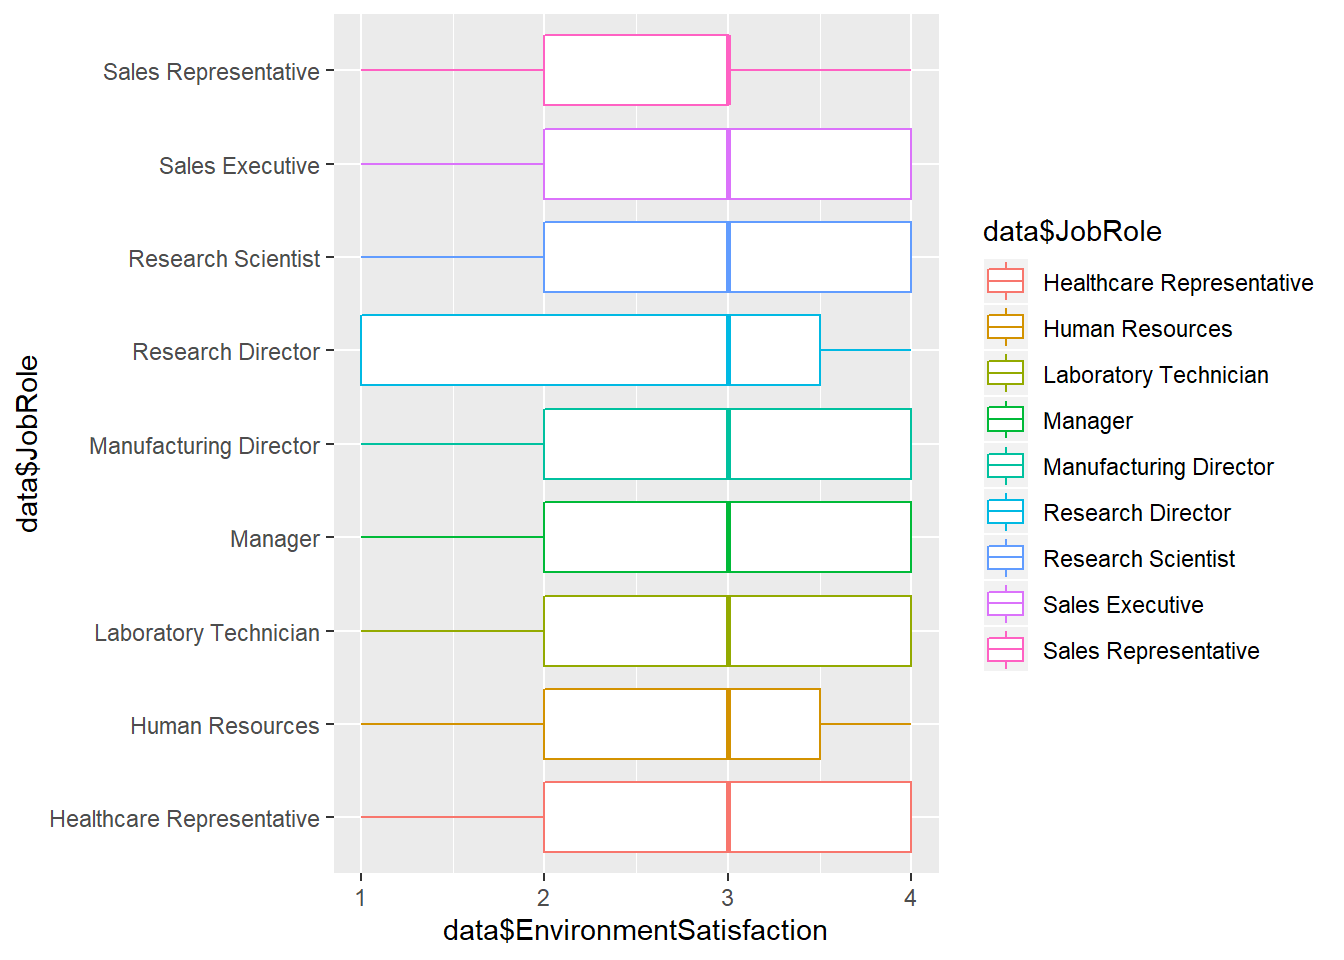 Sales Representative
Sales Executive
Research Scientist
Research Director
Manufacturing Director
Manager
Laboratory Technician
Human Resources
Healthcare Representative
data$JobRole
1 2 3 4
data$EnvironmentSatisfaction
data$JobRole
Healthcare Representative
Human Resources
Laboratory Technician
Manager
Manufacturing Director
Research Director
Research Scientist
Sales Executive
Sales Representative